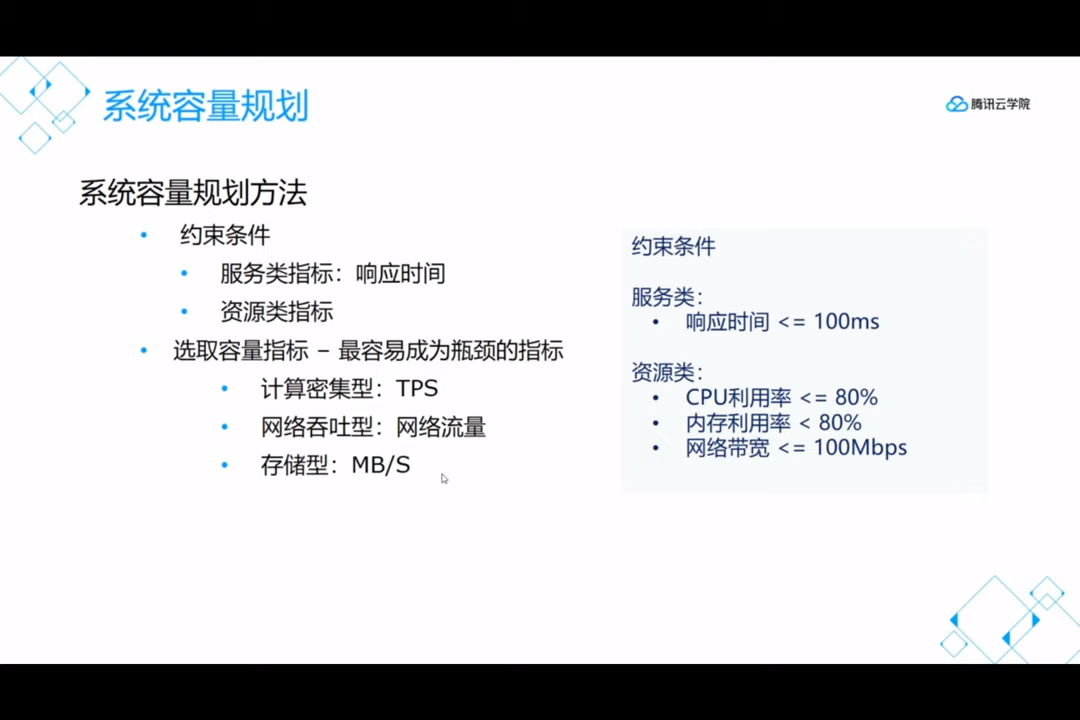 系统容量规划
腾讯云学院
系统容量规划方法
• 约束条件
• 服务类指标：响应时间
• 资源类指标
• 选取容量指标 – 最容易成为瓶颈的指标
• 计算密集型：TPS
• 网络吞吐型：网络流量
• 存储型：MB/S
约束条件
服务类：
• 响应时间 <= 100ms
资源类：
• CPU利用率 <= 80%
• 内存利用率 < 80%
• 网络带宽 <= 100Mbps